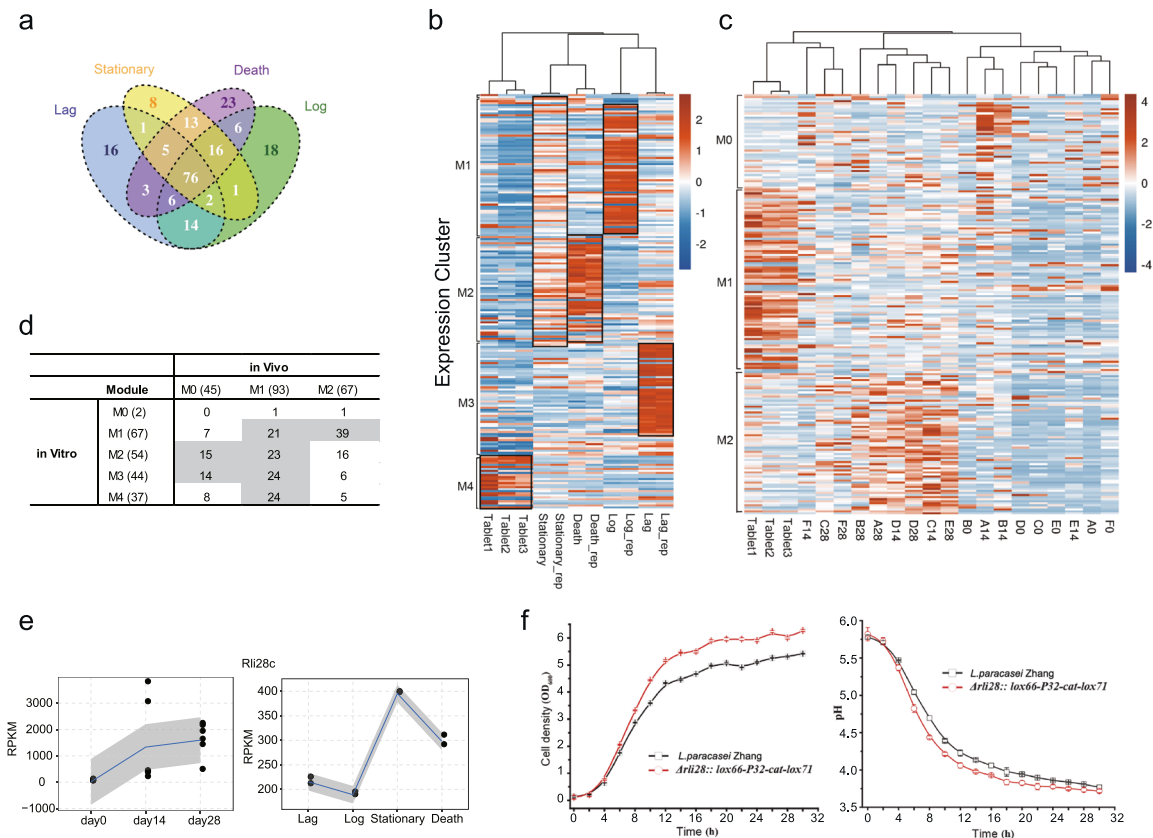 a
Stationary
Death
Lag
Log
8
23
1
13
6
16
5
16
18
76
3
6
2
1
14
b
Expression Cluster
M1
M2
M3
M4
2
1
0
-1
-2
Tablet1
Tablet2
Tablet3
Stationary
Stationary_rep
Death
Death_rep
Log
Log_rep
Lag
Lag_rep
c
M0
M1
M2
4
2
0
-2
-4
Tablet1
Tablet2
Tablet3
F14
C28
F28
B28
A28
D14
D28
C14
E28
B0
A14
B14
D0
C0
E0
E14
A0
F0
d
in Vivo
Module M0 (45) M1 (93) M2 (67)
in Vitro
M0 (2) 0 1 1
M1 (67) 7 21 39
M2 (54) 15 23 16
M3 (44) 14 24 6
M4 (37) 8 24 5
e
Rli28c
RPKM
3000
2000
1000
0
−1000
day0 day14 day28
RPKM
400
300
200
Lag Log Stationary Death
f
Cell density (OD600)
6
5
4
3
2
1
0
L.paracasei Zhang
Δrli28:: lox66-P32-cat-lox71
0 4 8 12 16 20 24 28 32
Time (h)
pH
6.0
5.5
5.0
4.5
4.0
3.5
L.paracasei Zhang
Δrli28:: lox66-P32-cat-lox71
0 4 8 12 16 20 24 28 32
Time (h)